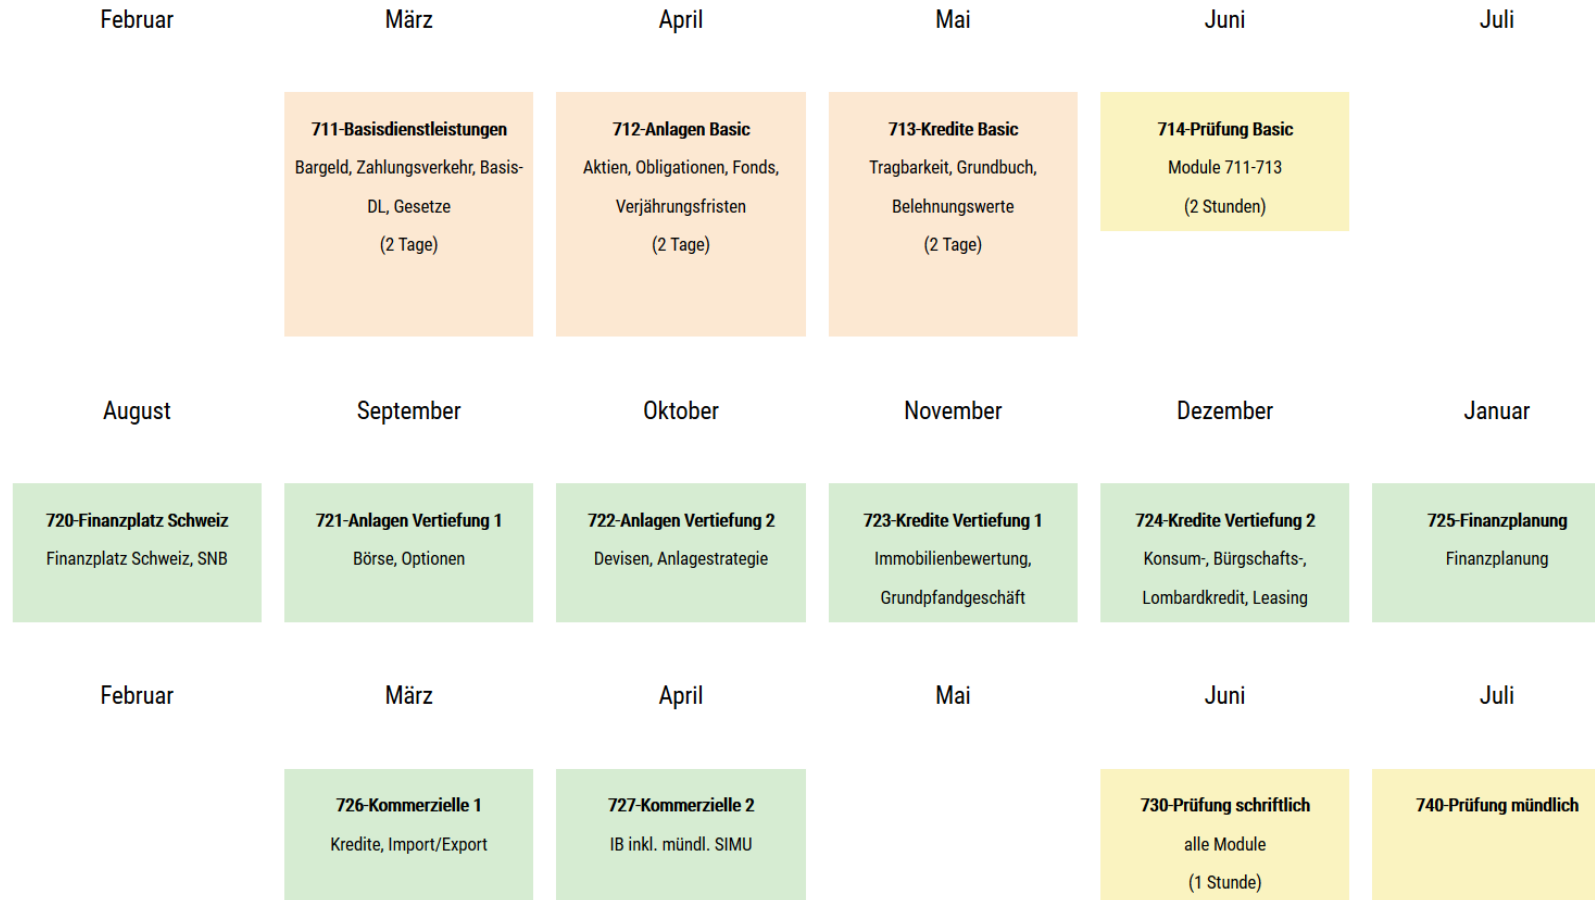 Februar
März
April
Mai
Juni
Juli
711-Basisdienstleistungen
Bargeld, Zahlungsverkehr, Basis-
DL, Gesetze
(2 Tage)
712-Anlagen Basic
Aktien, Obligationen, Fonds,
Verjährungsfristen
(2 Tage)
713-Kredite Basic
Tragbarkeit, Grundbuch,
Belehnungswerte
(2 Tage)
714-Prüfung Basic
Module 711-713
(2 Stunden)
August
September
Oktober
November
Dezember
Januar
720-Finanzplatz Schweiz
Finanzplatz Schweiz, SNB
721-Anlagen Vertiefung 1
Börse, Optionen
722-Anlagen Vertiefung 2
Devisen, Anlagestrategie
723-Kredite Vertiefung 1
Immobilienbewertung,
Grundpfandgeschäft
724-Kredite Vertiefung 2
Konsum-, Bürgschafts-,
Lombardkredit, Leasing
725-Finanzplanung
Finanzplanung
Februar
März
April
Mai
Juni
Juli
726-Kommerzielle 1
Kredite, Import/Export
727-Kommerzielle 2
IB inkl. mündl. SIMU
730-Prüfung schriftlich
alle Module
(1 Stunde)
740-Prüfung mündlich